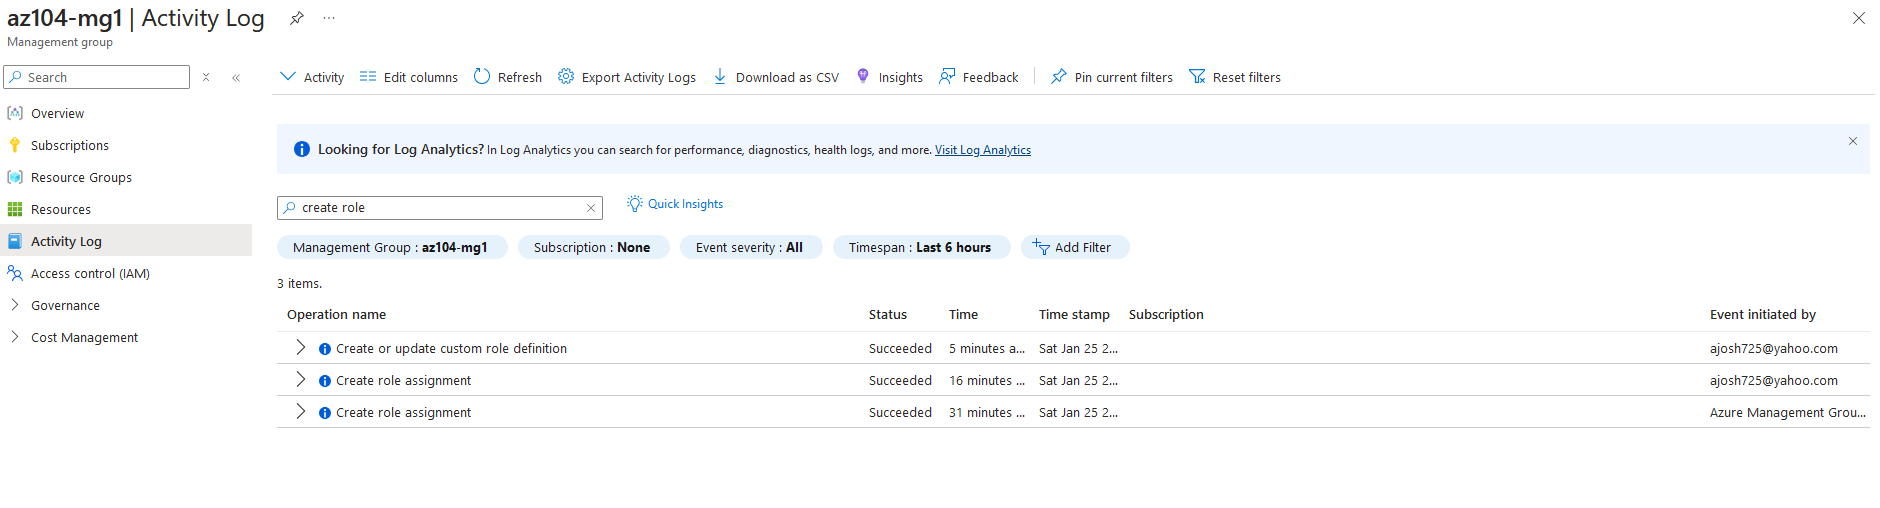 az104-mg1 | Activity Log
Management group
Search
Overview
Subscriptions
Resource Groups
Resources
Activity Log
Access control (IAM)
Governance
Cost Management
Activity Edit columns Refresh Export Activity Logs Download as CSV Insights Feedback Pin current filters Reset filters
Looking for Log Analytics? In Log Analytics you can search for performance, diagnostics, health logs, and more. Visit Log Analytics
create role
Quick Insights
Management Group : az104-mg1 Subscription : None Event severity : All Timespan : Last 6 hours Add Filter
3 items.
Operation name Status Time Time stamp Subscription Event initiated by
Create or update custom role definition Succeeded 5 minutes a... Sat Jan 25 2... ajosh725@yahoo.com
Create role assignment Succeeded 16 minutes ... Sat Jan 25 2... ajosh725@yahoo.com
Create role assignment Succeeded 31 minutes ... Sat Jan 25 2... Azure Management Grou...